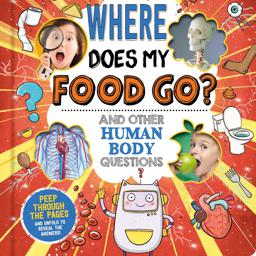 WHERE
DOES MY
FOOD GO?
AND OTHER
HUMAN
BODY
QUESTIONS
?
PEEP
THROUGH
THE PAGES
AND UNFOLD TO
REVEAL THE
ANSWERS!